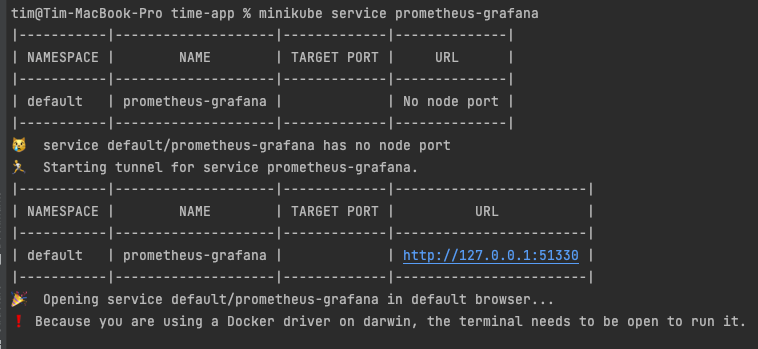 tim@Tim-MacBook-Pro time-app % minikube service prometheus-grafana
|-----------|--------------------|-------------|--------------|
| NAMESPACE |        NAME        | TARGET PORT |     URL      |
|-----------|--------------------|-------------|--------------|
| default   | prometheus-grafana |             | No node port |
|-----------|--------------------|-------------|--------------|
😿  service default/prometheus-grafana has no node port
🏃  Starting tunnel for service prometheus-grafana.
|-----------|--------------------|-------------|------------------------|
| NAMESPACE |        NAME        | TARGET PORT |          URL           |
|-----------|--------------------|-------------|------------------------|
| default   | prometheus-grafana |             | http://127.0.0.1:51330 |
|-----------|--------------------|-------------|------------------------|
🎉  Opening service default/prometheus-grafana in default browser...
❗  Because you are using a Docker driver on darwin, the terminal needs to be open to run it.